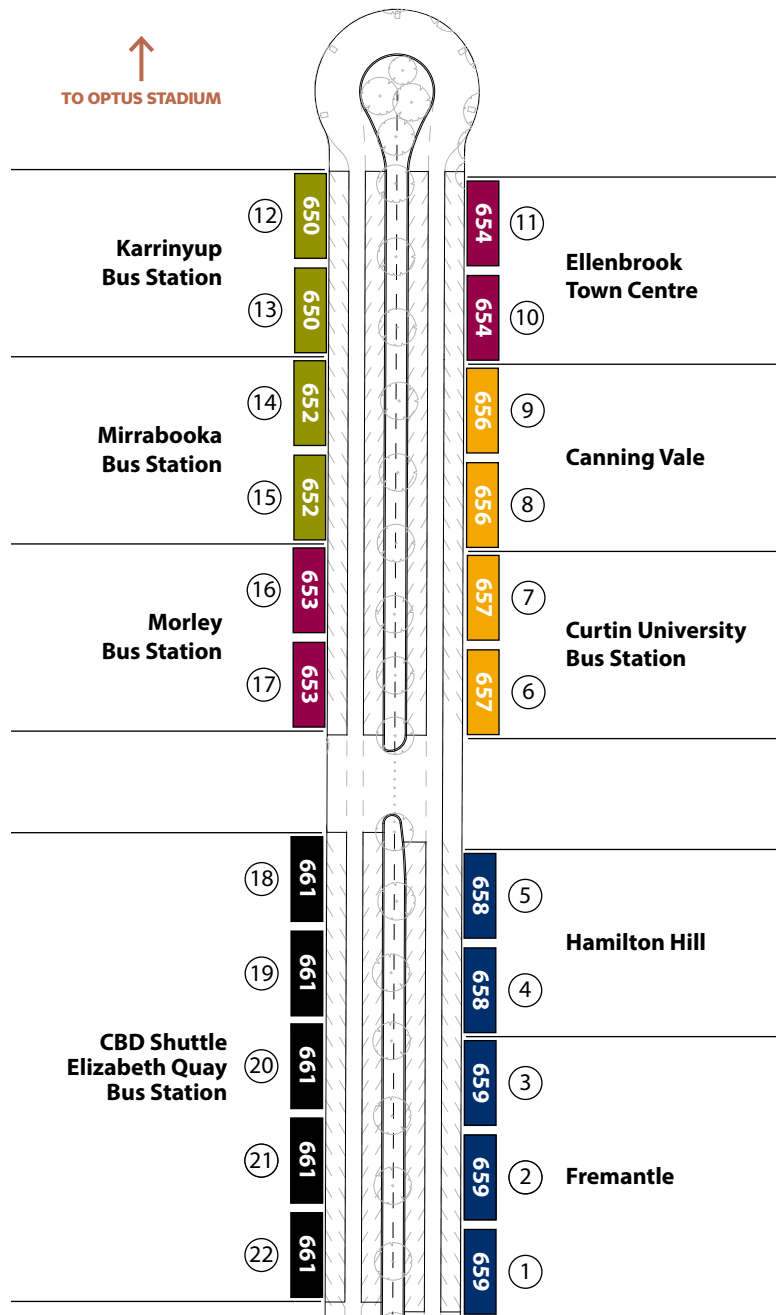 TO OPTUS STADIUM
12
650
Karrinyup
Bus Station
13
650
14
652
Mirrabooka
Bus Station
15
652
16
653
Morley
Bus Station
17
653
18
661
19
661
CBD Shuttle
Elizabeth Quay
Bus Station
20
661
21
661
22
661
654
11
Ellenbrook
Town Centre
654
10
656
9
Canning Vale
656
8
657
7
Curtin University
Bus Station
657
6
658
5
Hamilton Hill
658
4
659
3
659
2
Fremantle
659
1